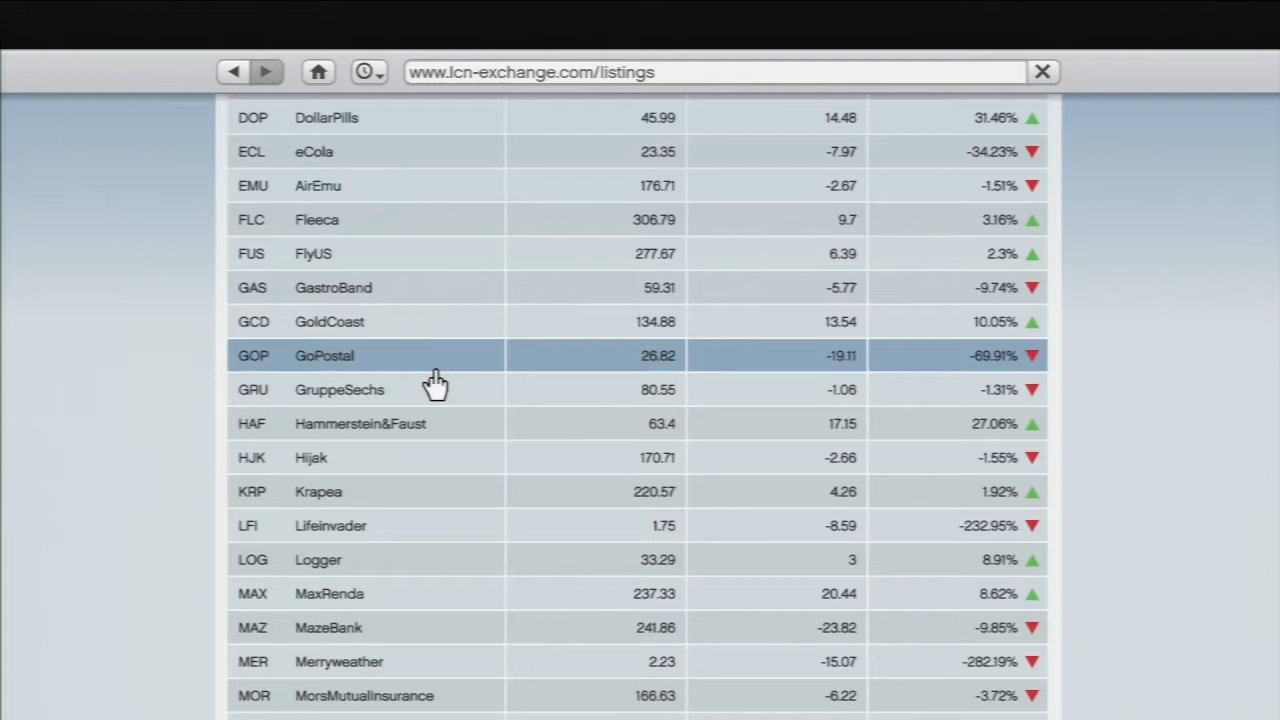 www.lcn-exchange.com/listings
DOP DollarPills 45.99 14.48 31.46%
ECL eCola 23.35 -7.97 -34.23%
EMU AirEmu 176.71 -2.67 -1.51%
FLC Fleeca 306.79 9.7 3.16%
FUS FlyUS 277.67 6.39 2.3%
GAS GastroBand 59.31 -5.77 -9.74%
GCD GoldCoast 134.88 13.54 10.05%
GOP GoPostal 26.82 -19.11 -69.91%
GRU GruppeSechs 80.55 -1.06 -1.31%
HAF Hammerstein&Faust 63.4 17.15 27.06%
HJK Hijak 170.71 -2.66 -1.55%
KRP Krapea 220.57 4.26 1.92%
LFI Lifeinvader 1.75 -8.59 -232.95%
LOG Logger 33.29 3 8.91%
MAX MaxRenda 237.33 20.44 8.62%
MAZ MazeBank 241.86 -23.82 -9.85%
MER Merryweather 2.23 -15.07 -282.19%
MOR MorsMutualInsurance 166.63 -6.22 -3.72%